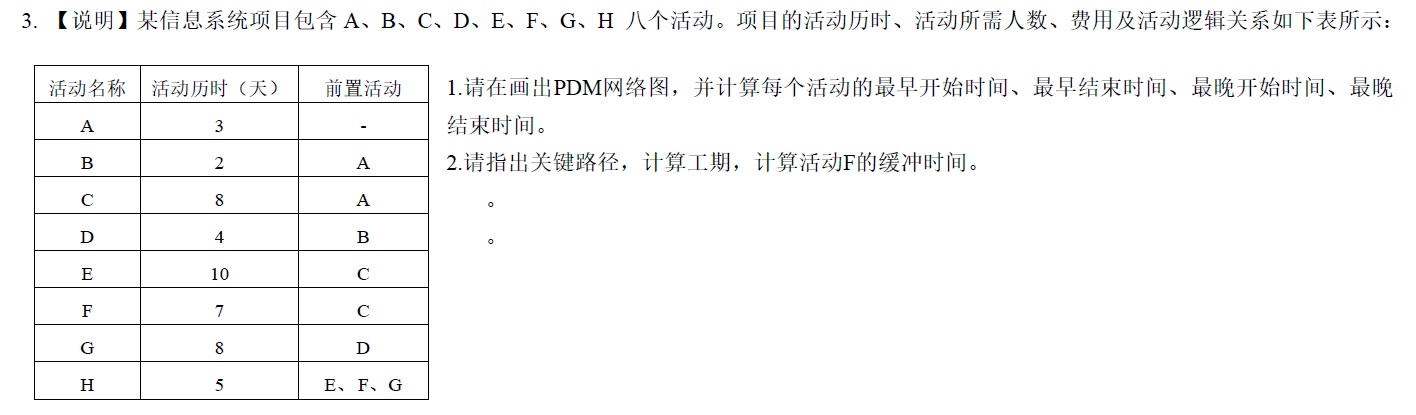 3. 【说明】某信息系统项目包含 A、B、C、D、E、F、G、H 八个活动。项目的活动历时、活动所需人数、费用及活动逻辑关系如下表所示：
活动名称 活动历时（天） 前置活动
A 3 -
B 2 A
C 8 A
D 4 B
E 10 C
F 7 C
G 8 D
H 5 E、F、G
1.请在画出PDM网络图，并计算每个活动的最早开始时间、最早结束时间、最晚开始时间、最晚
结束时间。
2.请指出关键路径，计算工期，计算活动F的缓冲时间。
。
。